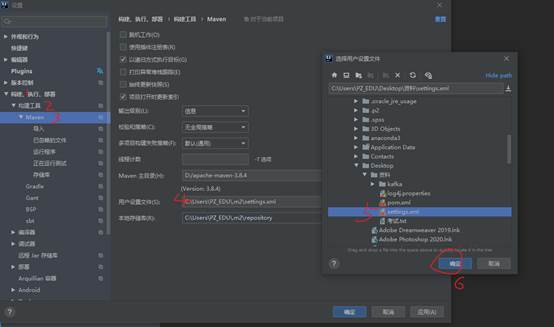 设置
外观和行为
快捷键
编辑器
Plugins
版本控制
构建、执行、部署
构建工具
2
Maven
3
导入
已忽略的文件
运行程序
正在运行测试
存储库
Gradle
Gant
BSP
sbt
编译器
调试器
远程 Jar 存储库
部署
Arquillian 容器
Android
构建、执行、部署 › 构建工具 › Maven
对于当前项目
重置
脱机工作(O)
使用插件注册表(R)
以递归方式执行目标(G)
打印异常堆栈跟踪(E)
始终更新快照(S)
项目打开时更新索引
输出级别(L):
信息
校验和策略(C):
无全局策略
多项目构建失败策略(F):
默认(通用)
线程计数
-T 选项
Maven 主目录(H):
D:/apache-maven-3.8.4
(Version: 3.8.4)
4
用户设置文件(S):
C:\Users\PZ_EDU\.m2\settings.xml
本地存储库(R):
C:\Users\PZ_EDU\.m2\repository
确定
取消
应用(A)
选择用户设置文件
Hide path
C:\Users\PZ_EDU\Desktop\资料\settings.xml
.oracle_jre_usage
.p2
.spss
3D Objects
anaconda3
Application Data
Contacts
Desktop
资料
kafka
log4j.properties
pom.xml
5
settings.xml
考试.txt
Adobe Dreamweaver 2019.lnk
Adobe Photoshop 2020.lnk
Drag and drop a file into the space above to quickly locate it in the tree
确定
取消
6